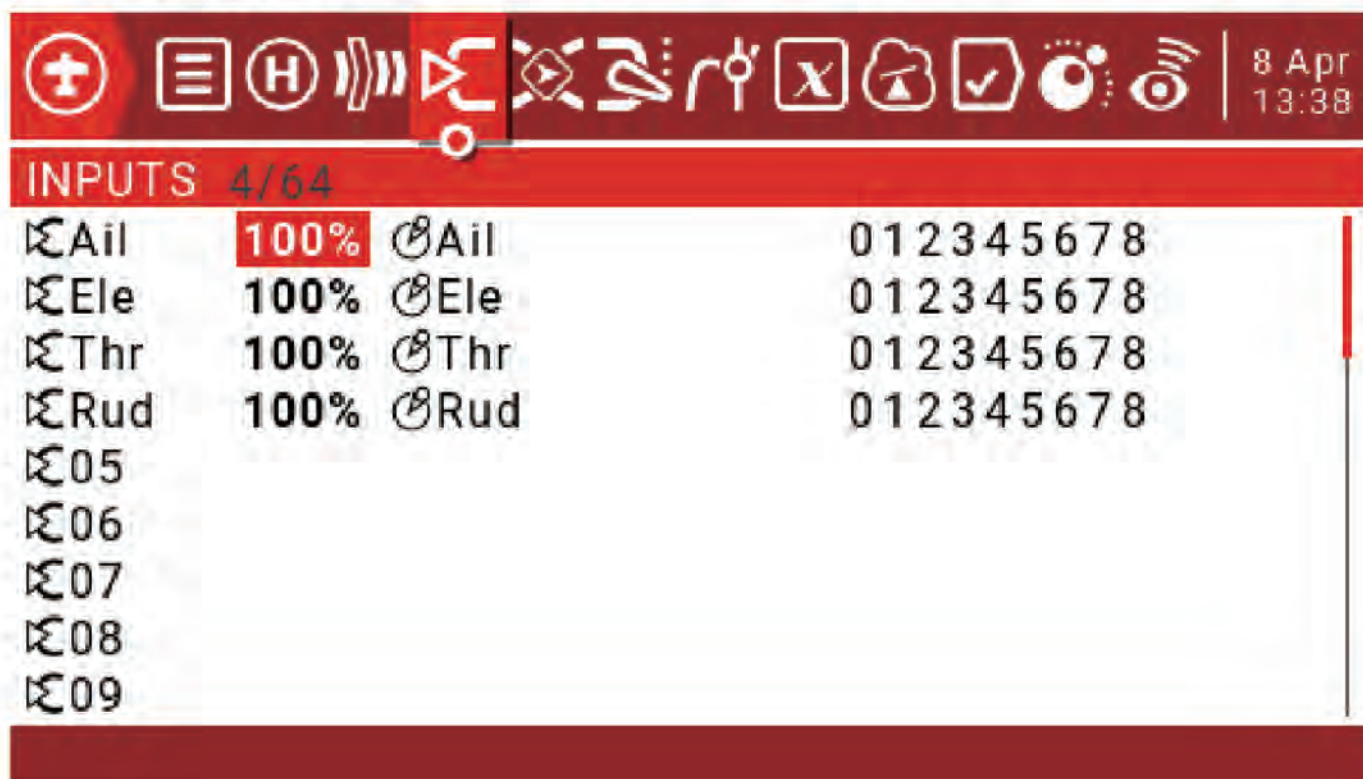 8 Apr
13:38
INPUTS 4/64
Ail 100% Ail 012345678
Ele 100% Ele 012345678
Thr 100% Thr 012345678
Rud 100% Rud 012345678
05
06
07
08
09